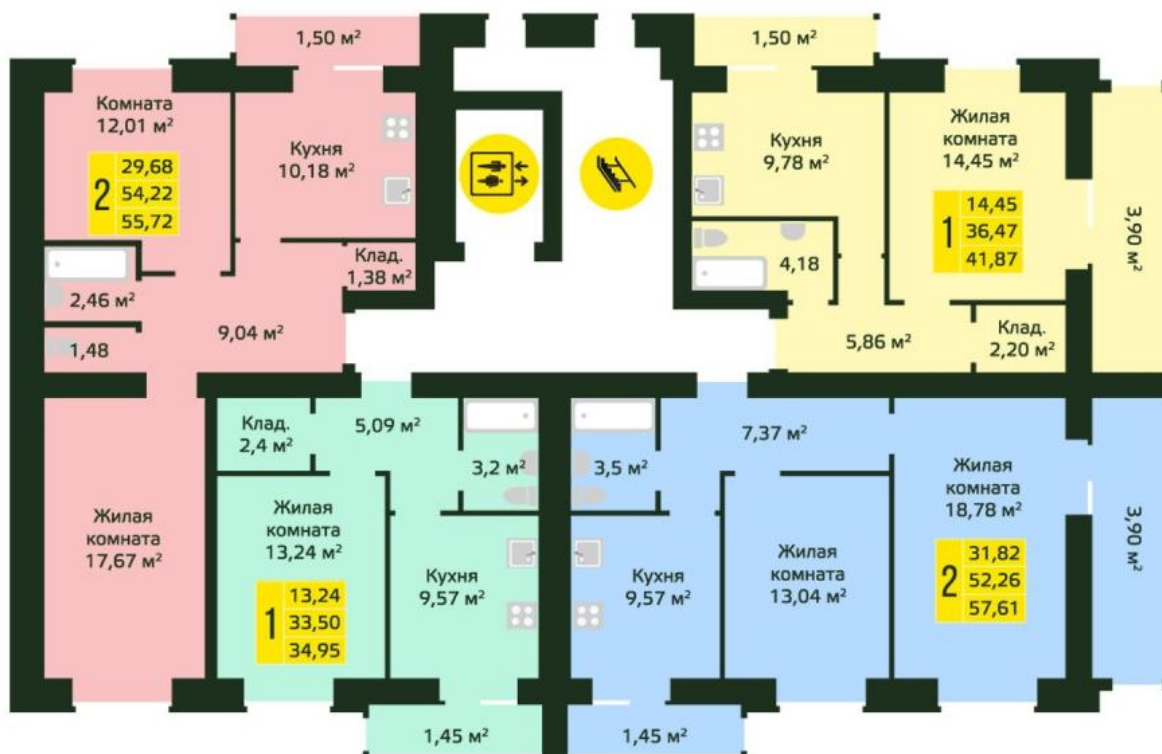 1,50 м²
Комната
12,01 м²
2
29,68
54,22
55,72
Кухня
10,18 м²
Клад.
1,38 м²
2,46 м²
1,48
9,04 м²
Жилая
комната
17,67 м²
1,50 м²
Кухня
9,78 м²
Жилая
комната
14,45 м²
1
14,45
36,47
41,87
3,90 м²
4,18
5,86 м²
Клад.
2,20 м²
Клад.
2,4 м²
5,09 м²
3,2 м²
Жилая
комната
13,24 м²
1
13,24
33,50
34,95
Кухня
9,57 м²
1,45 м²
3,5 м²
7,37 м²
Кухня
9,57 м²
Жилая
комната
13,04 м²
Жилая
комната
18,78 м²
2
31,82
52,26
57,61
3,90 м²
1,45 м²